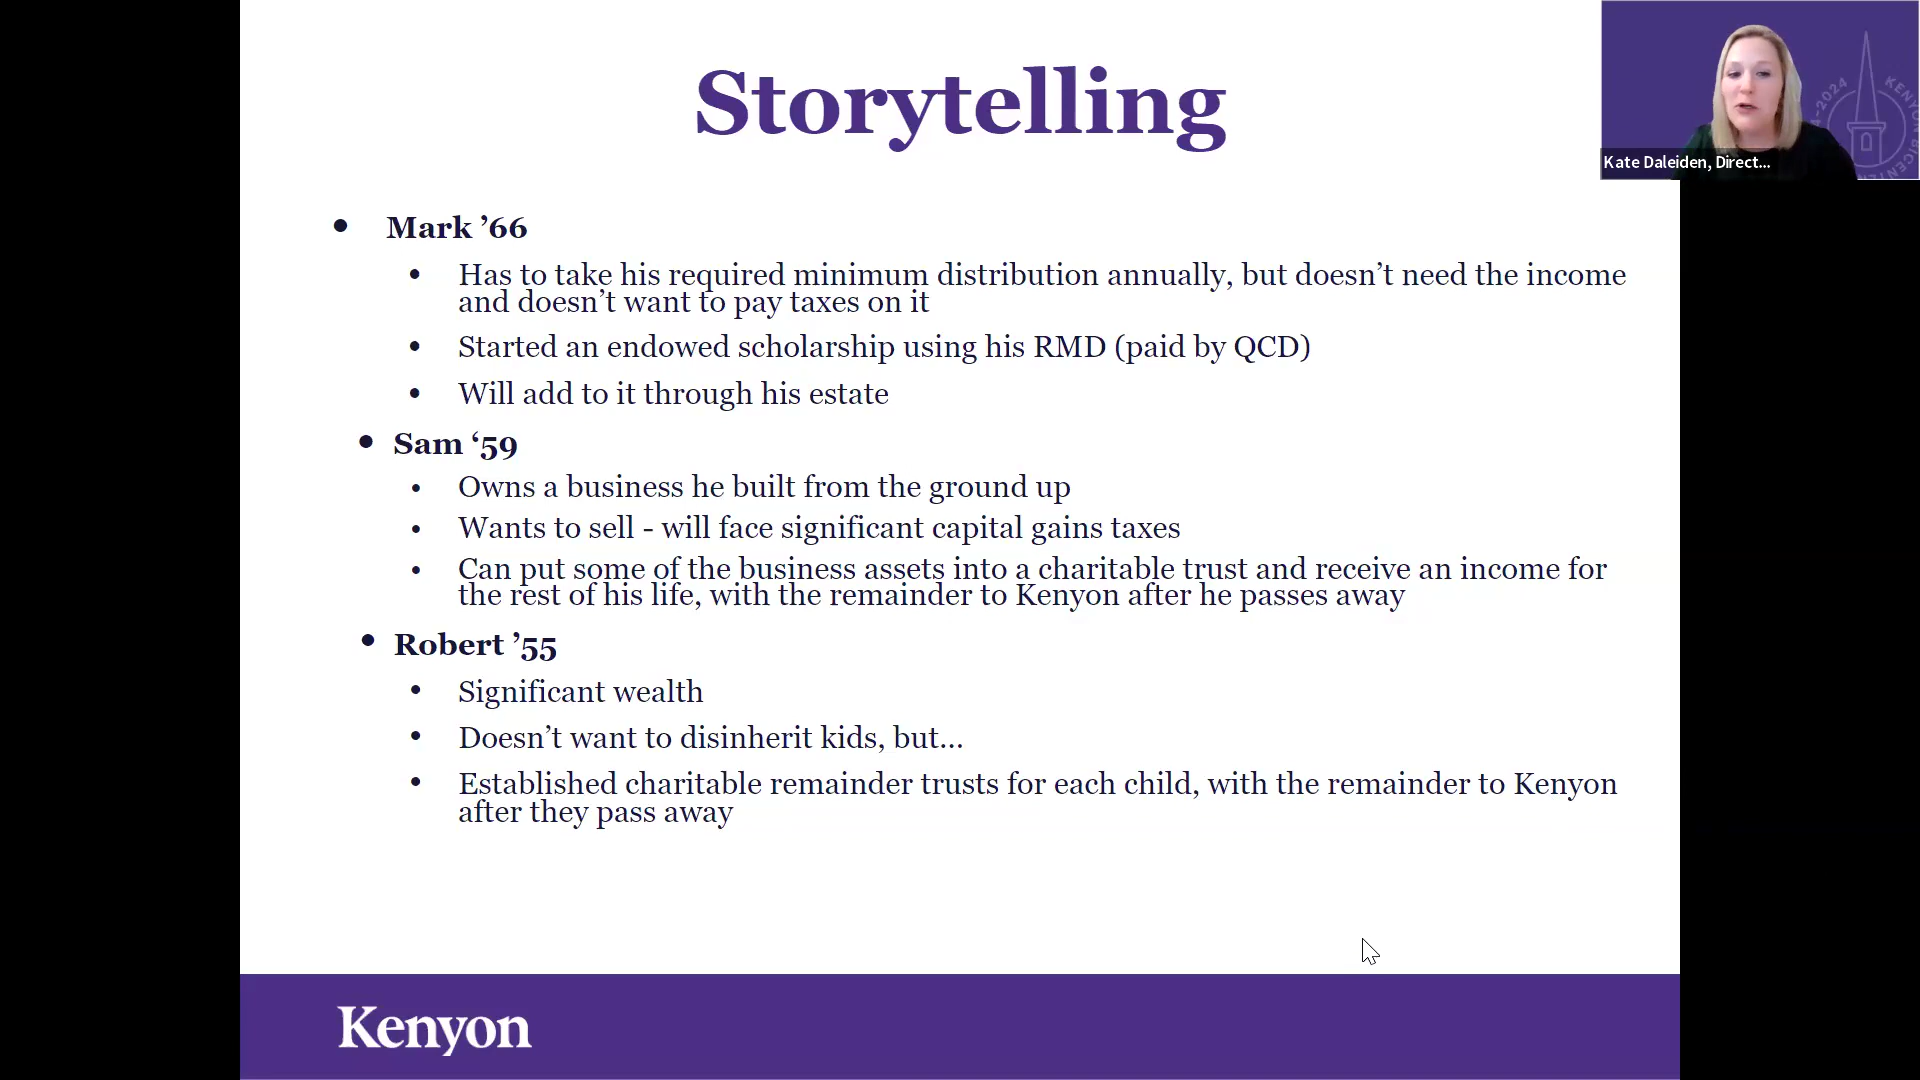 Storytelling
Kate Daleiden, Direct...
• Mark ’66
• Has to take his required minimum distribution annually, but doesn’t need the income
and doesn’t want to pay taxes on it
• Started an endowed scholarship using his RMD (paid by QCD)
• Will add to it through his estate
• Sam ‘59
• Owns a business he built from the ground up
• Wants to sell - will face significant capital gains taxes
• Can put some of the business assets into a charitable trust and receive an income for
the rest of his life, with the remainder to Kenyon after he passes away
• Robert ’55
• Significant wealth
• Doesn’t want to disinherit kids, but...
• Established charitable remainder trusts for each child, with the remainder to Kenyon
after they pass away
Kenyon